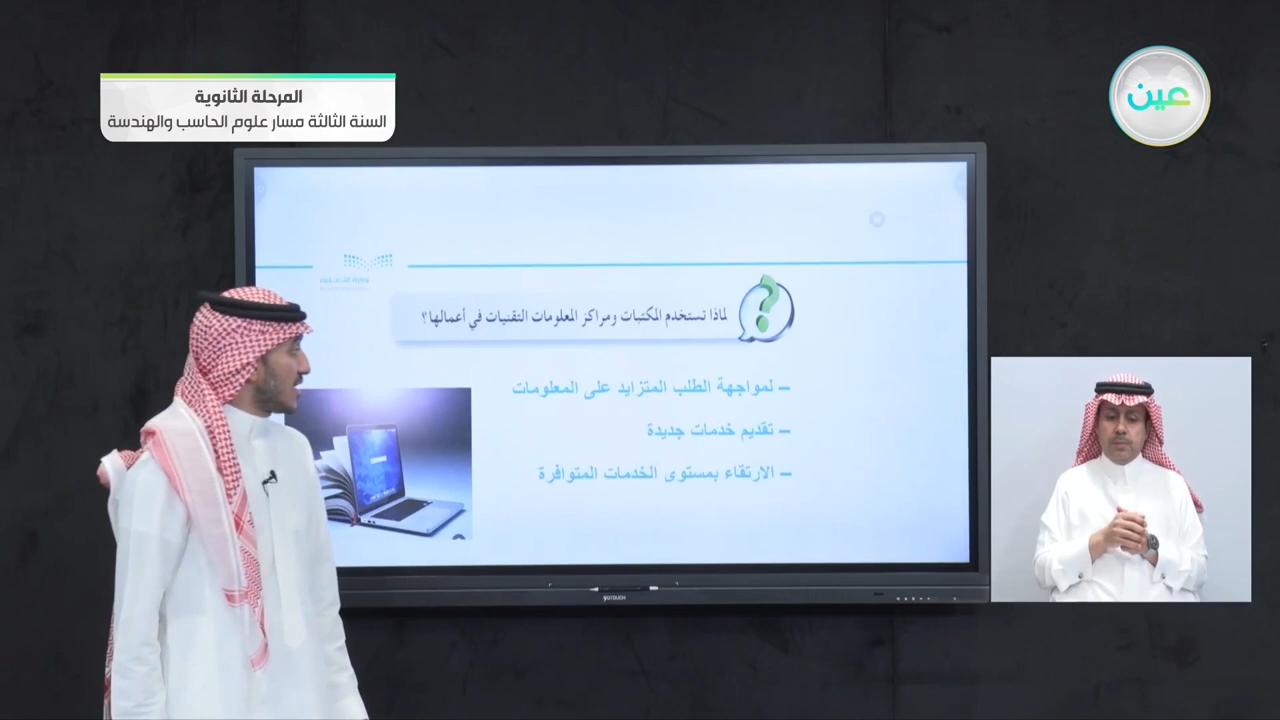 المرحلة الثانوية
السنة الثالثة مسار علوم الحاسب والهندسة
عين
لماذا تستخدم المكتبات ومراكز المعلومات التقنيات في أعمالها؟
– لمواجهة الطلب المتزايد على المعلومات
– تقديم خدمات جديدة
– الارتقاء بمستوى الخدمات المتوافرة